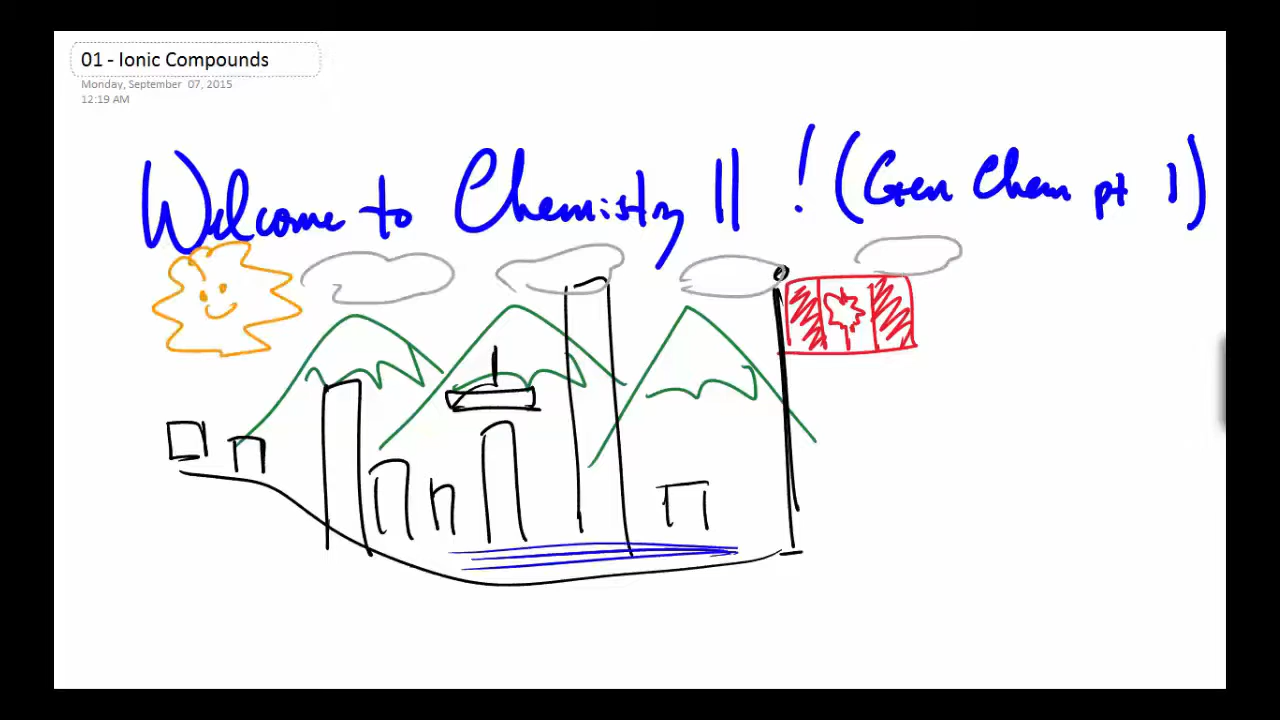 01 - Ionic Compounds
Monday, September 07, 2015
12:19 AM
Welcome to Chemistry 11 ! (Gen Chem pt 1)